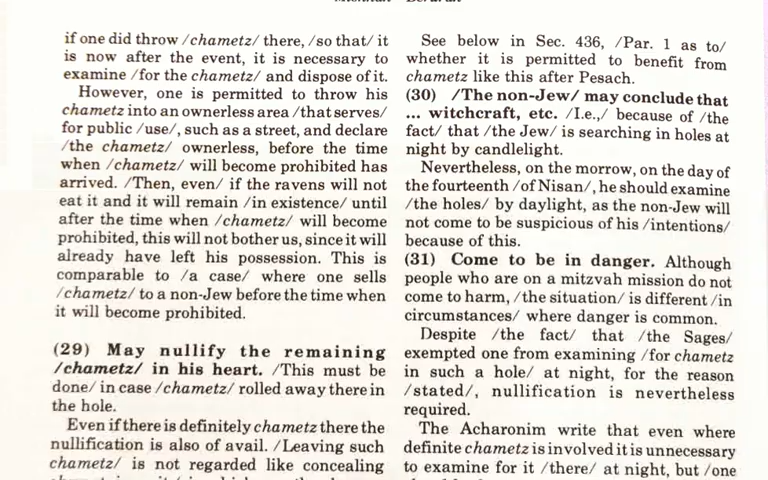 if one did throw /chametz/ there, /so that/ it
is now after the event, it is necessary to
examine /for the chametz/ and dispose of it.
However, one is permitted to throw his
chametz into an ownerless area /that serves/
for public /use/, such as a street, and declare
/the chametz/ ownerless, before the time
when /chametz/ will become prohibited has
arrived. /Then, even/ if the ravens will not
eat it and it will remain /in existence/ until
after the time when /chametz/ will become
prohibited, this will not bother us, since it will
already have left his possession. This is
comparable to /a case/ where one sells
/chametz/ to a non-Jew before the time when
it will become prohibited.
(29) May nullify the remaining
/chametz/ in his heart. /This must be
done/ in case /chametz/ rolled away there in
the hole.
Even if there is definitely chametz there the
nullification is also of avail. /Leaving such
chametz/ is not regarded like concealing
See below in Sec. 436, /Par. 1 as to/
whether it is permitted to benefit from
chametz like this after Pesach.
(30) /The non-Jew/ may conclude that
... witchcraft, etc. /I.e.,/ because of /the
fact/ that /the Jew/ is searching in holes at
night by candlelight.
Nevertheless, on the morrow, on the day of
the fourteenth /of Nisan/, he should examine
/the holes/ by daylight, as the non-Jew will
not come to be suspicious of his /intentions/
because of this.
(31) Come to be in danger. Although
people who are on a mitzvah mission do not
come to harm, /the situation/ is different /in
circumstances/ where danger is common.
Despite /the fact/ that /the Sages/
exempted one from examining /for chametz
in such a hole/ at night, for the reason
/stated/, nullification is nevertheless
required.
The Acharonim write that even where
definite chametz is involved it is unnecessary
to examine for it /there/ at night, but /one